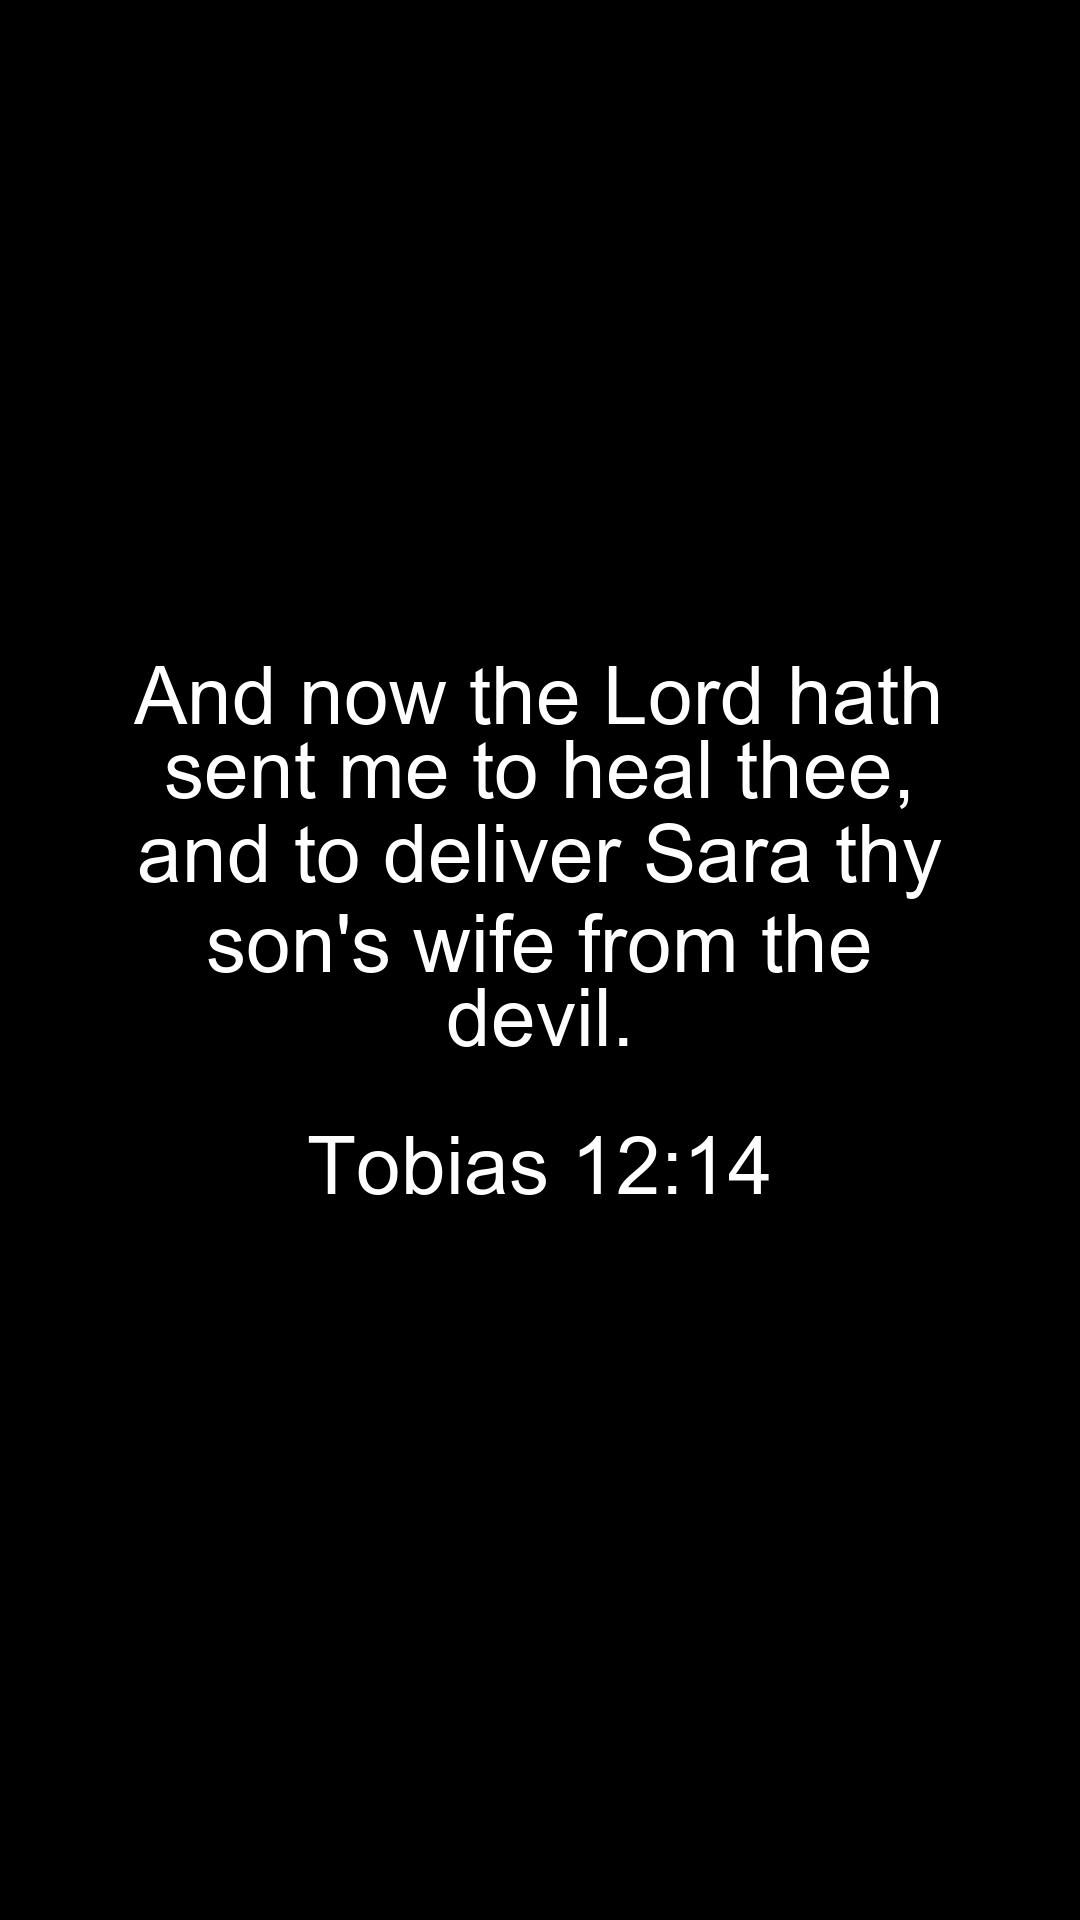 And now the Lord hath
sent me to heal thee,
and to deliver Sara thy
son's wife from the
devil.
Tobias 12:14